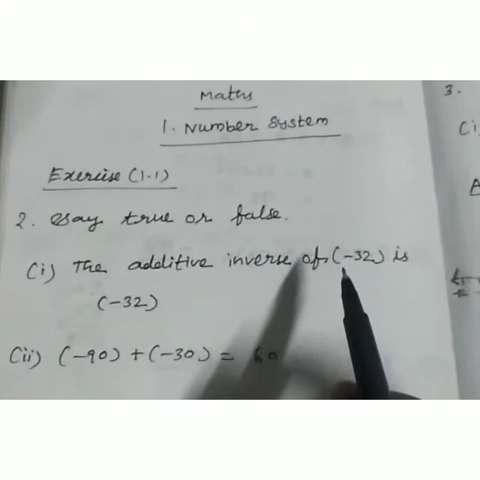 Maths
1. Number System
Exercise (1.1)
2. Say true or false.
(i) The additive inverse of (-32) is
(-32)
(ii) (-90) + (-30) = 60
3.
(i